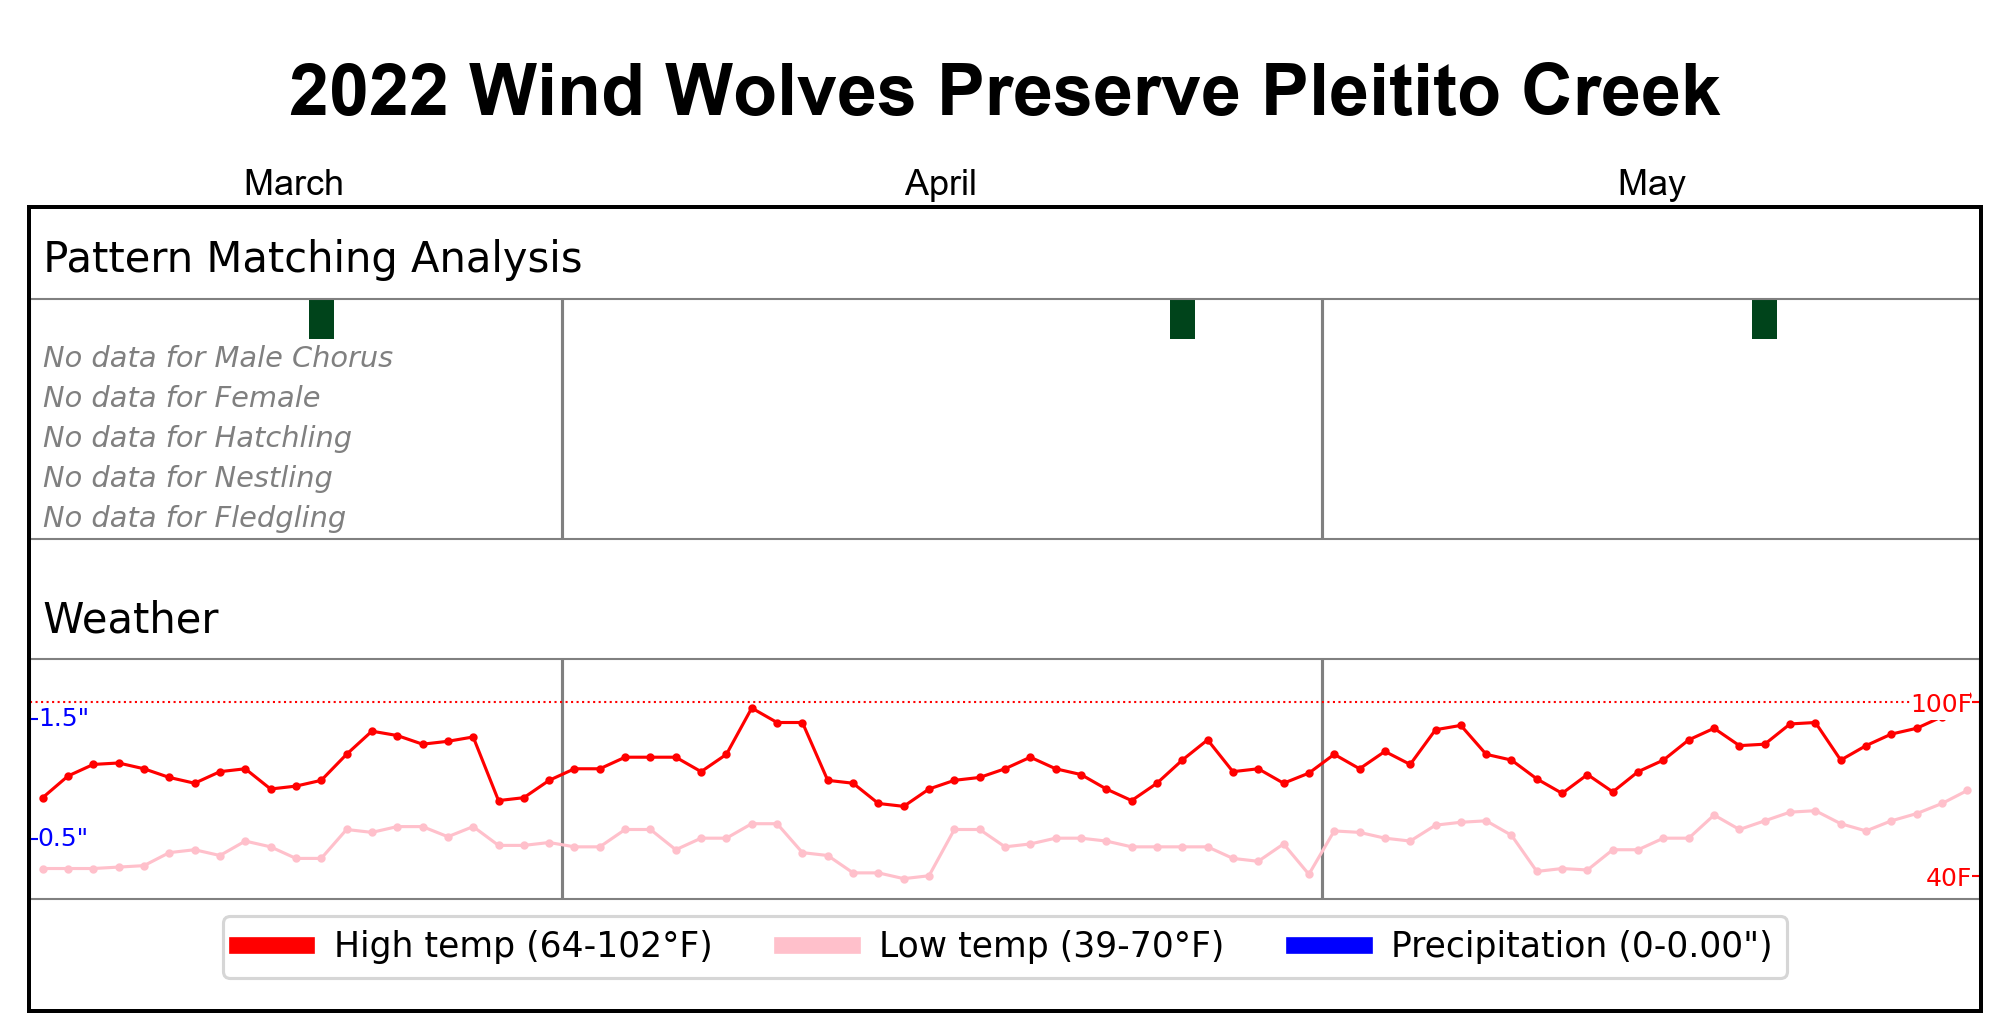 2022 Wind Wolves Preserve Pleitito Creek
March April May
Pattern Matching Analysis
No data for Male Chorus
No data for Female
No data for Hatchling
No data for Nestling
No data for Fledgling
Weather
100F
1.5"
0.5"
40F
High temp (64-102°F) Low temp (39-70°F) Precipitation (0-0.00")